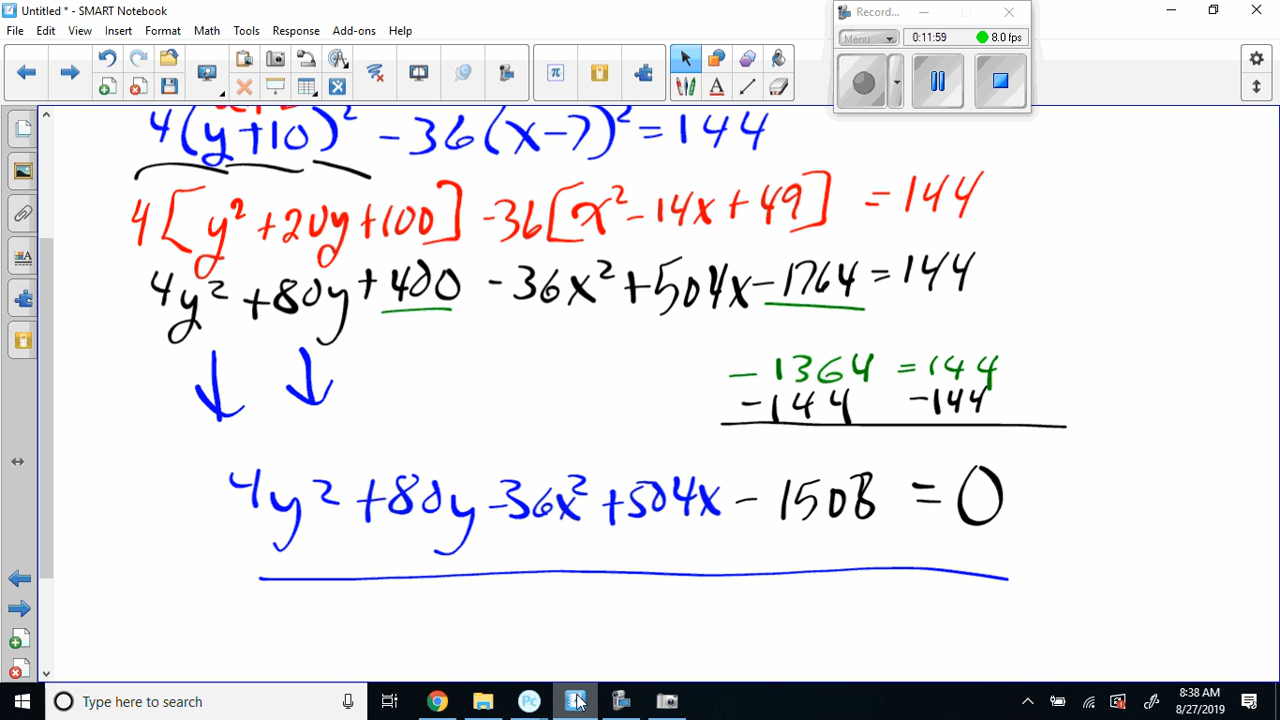 Untitled * - SMART Notebook
File Edit View Insert Format Math Tools Response Add-ons Help
Record...
Menu 0:11:59 8.0 fps
4(y+10)² -36(x-7)² = 144
4[y²+20y+100] -36[x²-14x+49] = 144
4y² +80y+400 -36x² +504x-1764 = 144
-1364 = 144
-144 -144
4y² +80y-36x² +504x - 1508 = 0
Type here to search
8:38 AM
8/27/2019